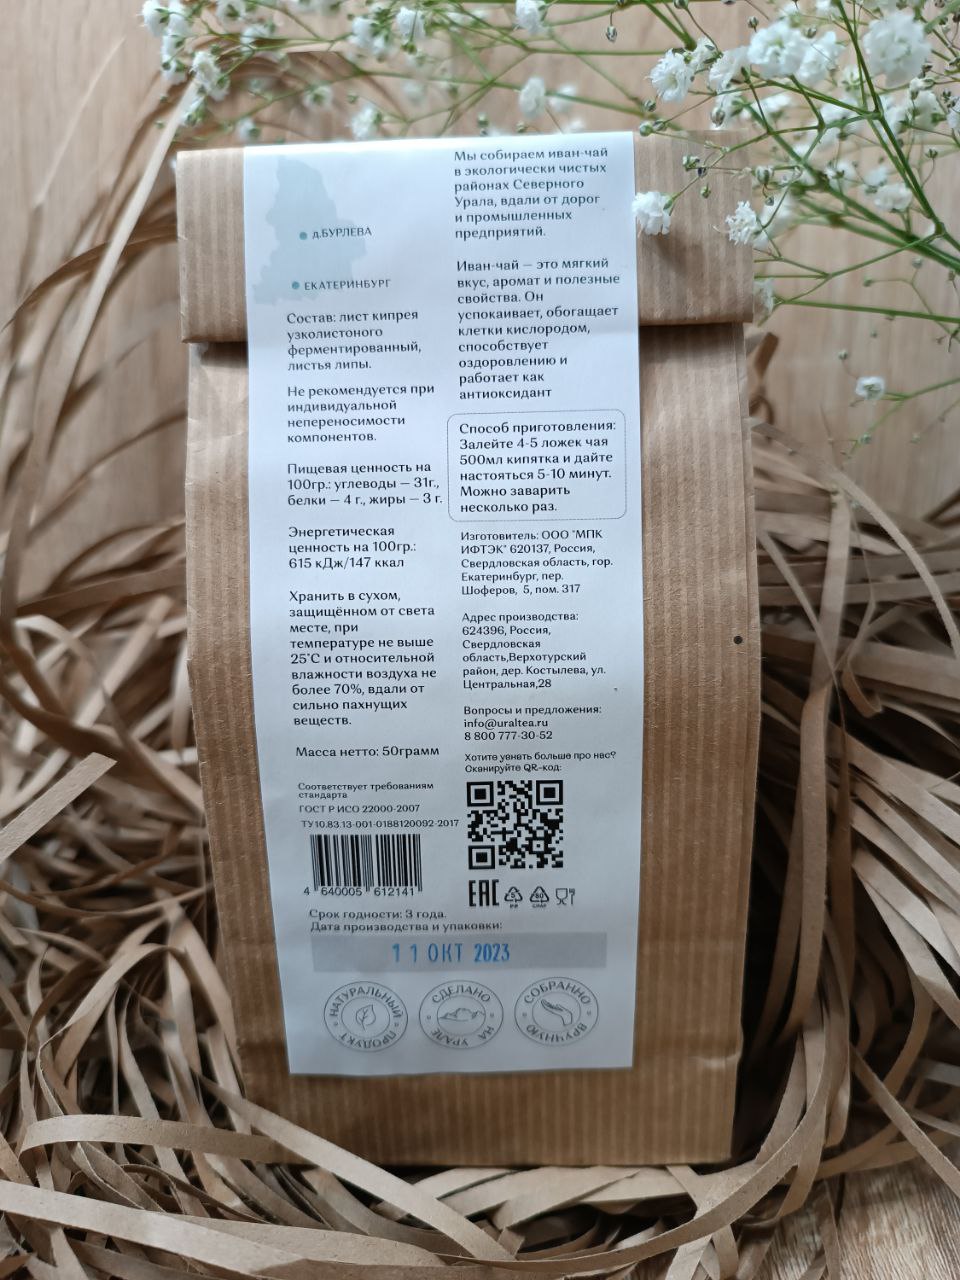 д.БУРЛЕВА
ЕКАТЕРИНБУРГ
Состав: лист кипрея
узколистоного
ферментированный,
листья липы.
Не рекомендуется при
индивидуальной
непереносимости
компонентов.
Пищевая ценность на
100гр.: углеводы — 31г.,
белки — 4 г., жиры — 3 г.
Энергетическая
ценность на 100гр.:
615 кДж/147 ккал
Хранить в сухом,
защищённом от света
месте, при
температуре не выше
25°С и относительной
влажности воздуха не
более 70%, вдали от
сильно пахнущих
веществ.
Масса нетто: 50грамм
Соответствует требованиям
стандарта
ГОСТ Р ИСО 22000-2007
ТУ10.83.13-001-0188120092-2017
4 640005 612141
Мы собираем иван-чай
в экологически чистых
районах Северного
Урала, вдали от дорог
и промышленных
предприятий.
Иван-чай — это мягкий
вкус, аромат и полезные
свойства. Он
успокаивает, обогащает
клетки кислородом,
способствует
оздоровлению и
работает как
антиоксидант
Способ приготовления:
Залейте 4-5 ложек чая
500мл кипятка и дайте
настояться 5-10 минут.
Можно заварить
несколько раз.
Изготовитель: ООО "МПК
ИФТЭК" 620137, Россия,
Свердловская область, гор.
Екатеринбург, пер.
Шоферов, 5, пом. 317
Адрес производства:
624396, Россия,
Свердловская
область,Верхотурский
район, дер. Костылева, ул.
Центральная,28
Вопросы и предложения:
info@uraltea.ru
8 800 777-30-52
Хотите узнать больше про нас?
Сканируйте QR-код:
EAC
Срок годности: 3 года.
Дата производства и упаковки:
11 ОКТ 2023
НАТУРАЛЬНЫЙ ПРОДУКТ
СДЕЛАНО НА УРАЛЕ
СОБРАННО ВРУЧНУЮ